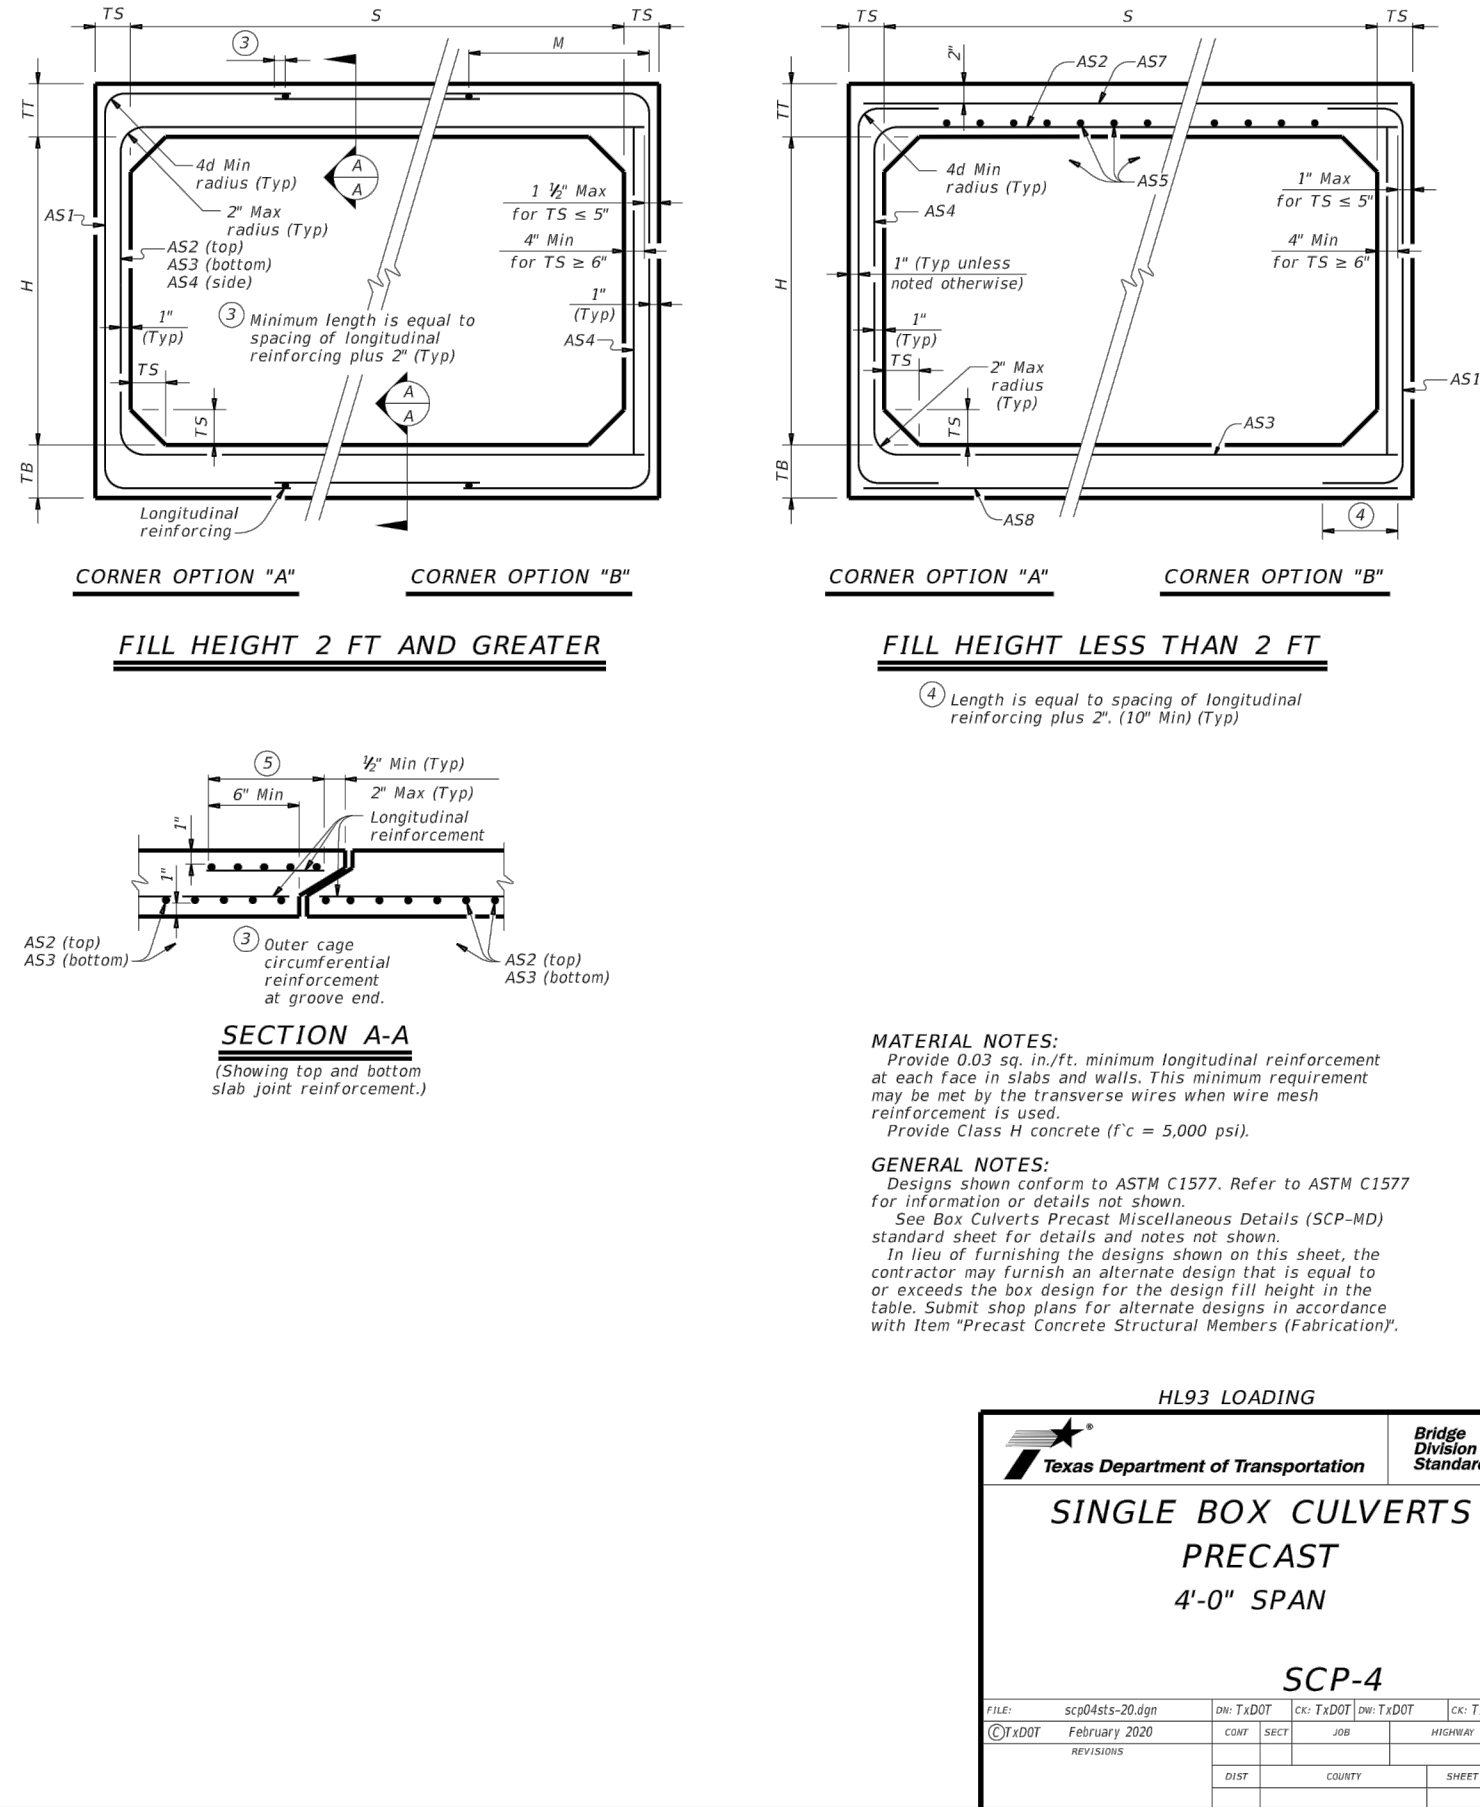 TS
S
TS
3
M
TT
4d Min
radius (Typ)
A
A
1 ½" Max
for TS ≤ 5"
AS1
2" Max
radius (Typ)
AS2 (top)
AS3 (bottom)
AS4 (side)
4" Min
for TS ≥ 6"
H
1"
(Typ)
3 Minimum length is equal to
spacing of longitudinal
reinforcing plus 2" (Typ)
1"
(Typ)
AS4
TS
A
A
TS
TB
Longitudinal
reinforcing
CORNER OPTION "A"
CORNER OPTION "B"
FILL HEIGHT 2 FT AND GREATER
TS
S
TS
2"
AS2
AS7
TT
4d Min
radius (Typ)
AS5
1" Max
for TS ≤ 5"
AS4
4" Min
for TS ≥ 6"
1" (Typ unless
noted otherwise)
H
1"
(Typ)
TS
2" Max
radius
(Typ)
AS1
TS
AS3
TB
AS8
4
CORNER OPTION "A"
CORNER OPTION "B"
FILL HEIGHT LESS THAN 2 FT
4 Length is equal to spacing of longitudinal
reinforcing plus 2". (10" Min) (Typ)
5
½" Min (Typ)
6" Min
2" Max (Typ)
Longitudinal
reinforcement
1"
1"
AS2 (top)
AS3 (bottom)
3 Outer cage
circumferential
reinforcement
at groove end.
AS2 (top)
AS3 (bottom)
SECTION A-A
(Showing top and bottom
slab joint reinforcement.)
MATERIAL NOTES:
Provide 0.03 sq. in./ft. minimum longitudinal reinforcement
at each face in slabs and walls. This minimum requirement
may be met by the transverse wires when wire mesh
reinforcement is used.
Provide Class H concrete (f`c = 5,000 psi).
GENERAL NOTES:
Designs shown conform to ASTM C1577. Refer to ASTM C1577
for information or details not shown.
See Box Culverts Precast Miscellaneous Details (SCP-MD)
standard sheet for details and notes not shown.
In lieu of furnishing the designs shown on this sheet, the
contractor may furnish an alternate design that is equal to
or exceeds the box design for the design fill height in the
table. Submit shop plans for alternate designs in accordance
with Item "Precast Concrete Structural Members (Fabrication)".
HL93 LOADING
®
Texas Department of Transportation
Bridge
Division
Standar
SINGLE BOX CULVERTS
PRECAST
4'-0" SPAN
SCP-4
FILE: scp04sts-20.dgn DN: TxDOT CK: TxDOT DW: TxDOT CK: T
©TxDOT February 2020 CONT SECT JOB HIGHWAY
REVISIONS
DIST COUNTY SHEET